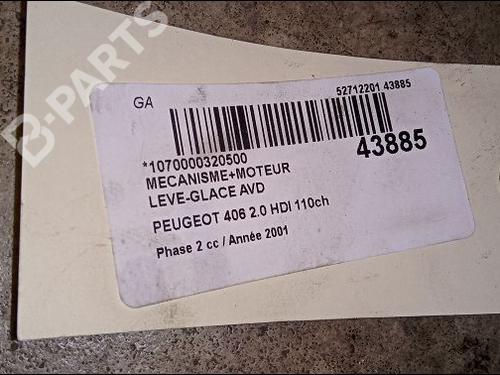 B-PARTS
GA
52712201 43885
*1070000320500
43885
MECANISME+MOTEUR
LEVE-GLACE AVD
PEUGEOT 406 2.0 HDI 110ch
Phase 2 cc / Année 2001